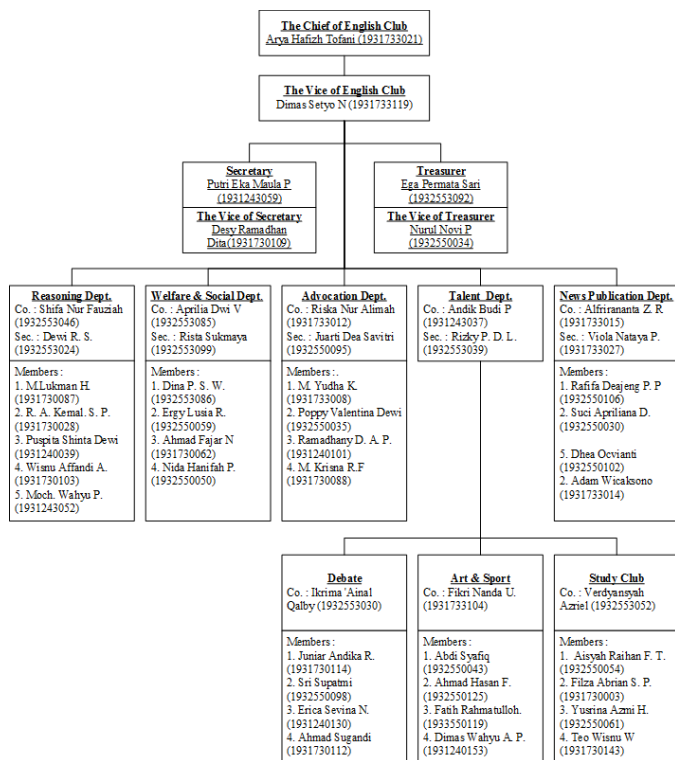 The Chief of English Club
Arya Hafizh Tofani (1931733021)
The Vice of English Club
Dimas Setyo N (1931733119)
Secretary
Putri Eka Maula P
(1931243059)
The Vice of Secretary
Desy Ramadhan
Dita(1931730109)
Treasurer
Ega Permata Sari
(1932553092)
The Vice of Treasurer
Nurul Novi P
(1932550034)
Reasoning Dept.
Co. : Shifa Nur Fauziah
(1932553046)
Sec. : Dewi R. S.
(1932553024)
Members :
1. M.Lukman H.
(1931730087)
2. R. A. Kemal. S. P.
(1931730028)
3. Puspita Shinta Dewi
(1931240039)
4. Wisnu Affandi A.
(1931730103)
5. Moch. Wahyu P.
(1931243052)
Welfare & Social Dept.
Co. : Aprilia Dwi V
(1932553085)
Sec. : Rista Sukmaya
(1932553099)
Members :
1. Dina P. S. W.
(1932553086)
2. Ergy Lusia R.
(1932550059)
3. Ahmad Fajar N
(1931730062)
4. Nida Hanifah P.
(1932550050)
Advocation Dept.
Co. : Riska Nur Alimah
(1931733012)
Sec. : Juarti Dea Savitri
(1932550095)
Members :.
1. M. Yudha K.
(1931733008)
2. Poppy Valentina Dewi
(1932550035)
3. Ramadhany D. A. P.
(1931240101)
4. M. Krisna R.F
(1931730088)
Talent Dept.
Co. : Andik Budi P
(1931243037)
Sec. : Rizky P. D. L.
(1932553039)
News Publication Dept.
Co. : Alfrirananta Z. R
(1931733015)
Sec. : Viola Nataya P.
(1931733027)
Members :
1. Rafifa Deajeng P. P
(1932550106)
2. Suci Apriliana D.
(1932550030)
5. Dhea Ocvianti
(1932550102)
2. Adam Wicaksono
(1931733014)
Debate
Co. : Ikrima 'Ainal
Qalby (1932553030)
Members :
1. Juniar Andika R.
(1931730114)
2. Sri Supatmi
(1932550098)
3. Erica Sevina N.
(1931240130)
4. Ahmad Sugandi
(1931730112)
Art & Sport
Co. : Fikri Nanda U.
(1931733104)
Members :
1. Abdi Syafiq
(1932550043)
2. Ahmad Hasan F.
(1932550125)
3. Fatih Rahmatulloh.
(1933550119)
4. Dimas Wahyu A. P.
(1931240153)
Study Club
Co. : Verdyansyah
Azriel (1932553052)
Members :
1. Aisyah Raihan F. T.
(1932550054)
2. Filza Abrian S. P.
(1931730003)
3. Yusrina Azmi H.
(1932550061)
4. Teo Wisnu W
(1931730143)